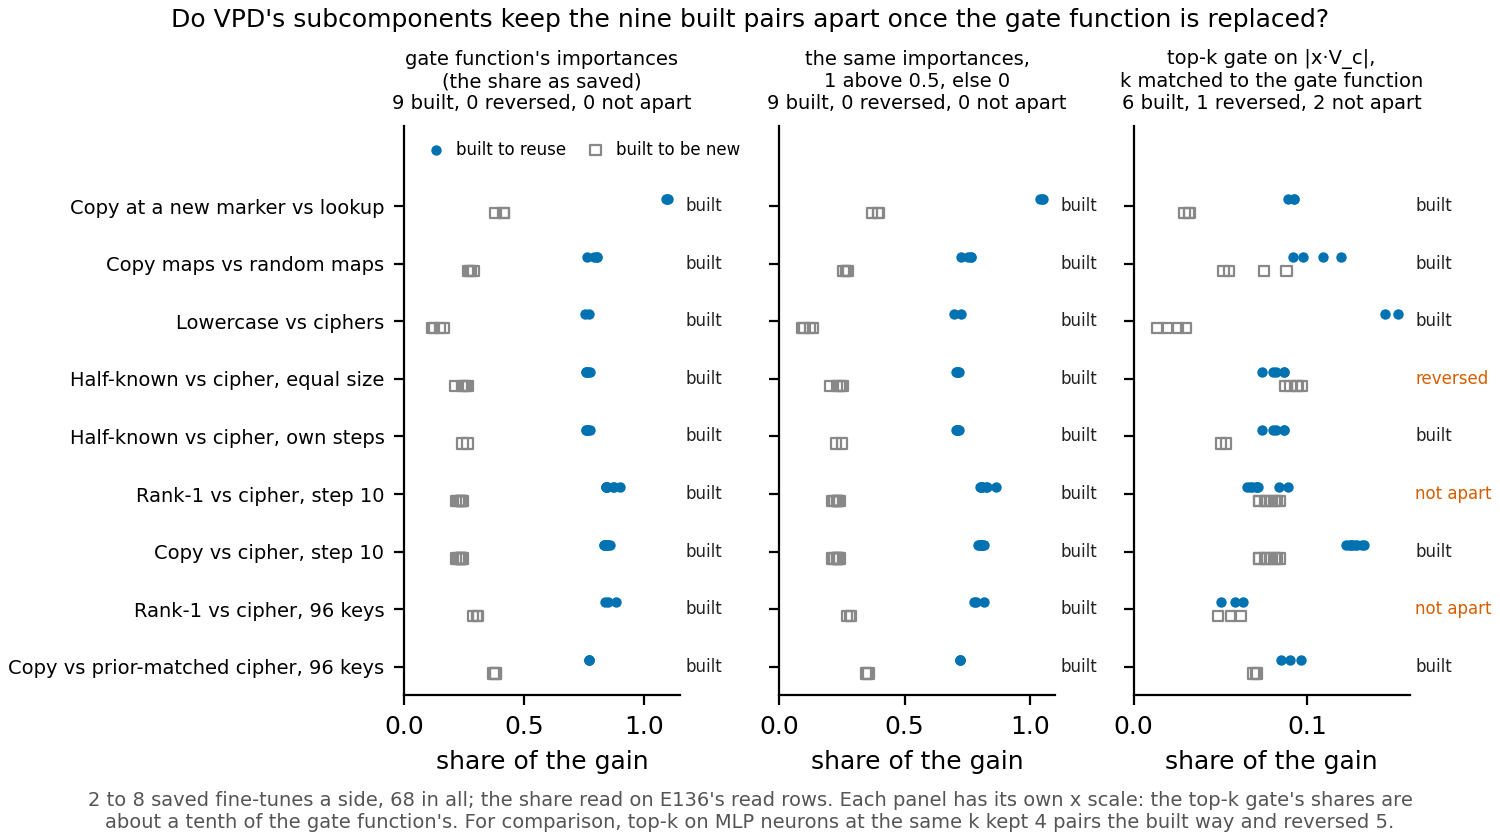 Do VPD's subcomponents keep the nine built pairs apart once the gate function is replaced?
gate function's importances
(the share as saved)
9 built, 0 reversed, 0 not apart
the same importances,
1 above 0.5, else 0
9 built, 0 reversed, 0 not apart
top-k gate on |x·V_c|,
k matched to the gate function
6 built, 1 reversed, 2 not apart
built to reuse
built to be new
Copy at a new marker vs lookup
built
built
built
Copy maps vs random maps
built
built
built
Lowercase vs ciphers
built
built
built
Half-known vs cipher, equal size
built
built
reversed
Half-known vs cipher, own steps
built
built
built
Rank-1 vs cipher, step 10
built
built
not apart
Copy vs cipher, step 10
built
built
built
Rank-1 vs cipher, 96 keys
built
built
not apart
Copy vs prior-matched cipher, 96 keys
built
built
built
0.0 0.5 1.0
0.0 0.5 1.0
0.0 0.1
share of the gain
share of the gain
share of the gain
2 to 8 saved fine-tunes a side, 68 in all; the share read on E136's read rows. Each panel has its own x scale: the top-k gate's shares are
about a tenth of the gate function's. For comparison, top-k on MLP neurons at the same k kept 4 pairs the built way and reversed 5.